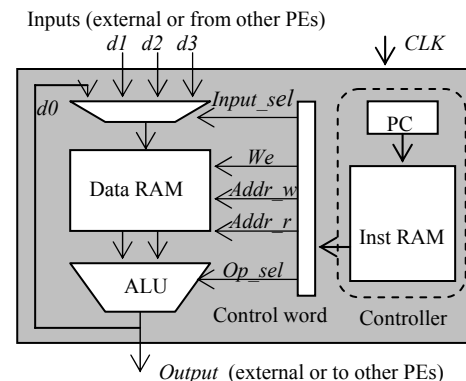 Inputs (external or from other PEs)
d1 d2 d3
CLK
d0
Input_sel
PC
We
Data RAM
Addr_w
Addr_r
Inst RAM
Op_sel
ALU
Control word
Controller
Output (external or to other PEs)